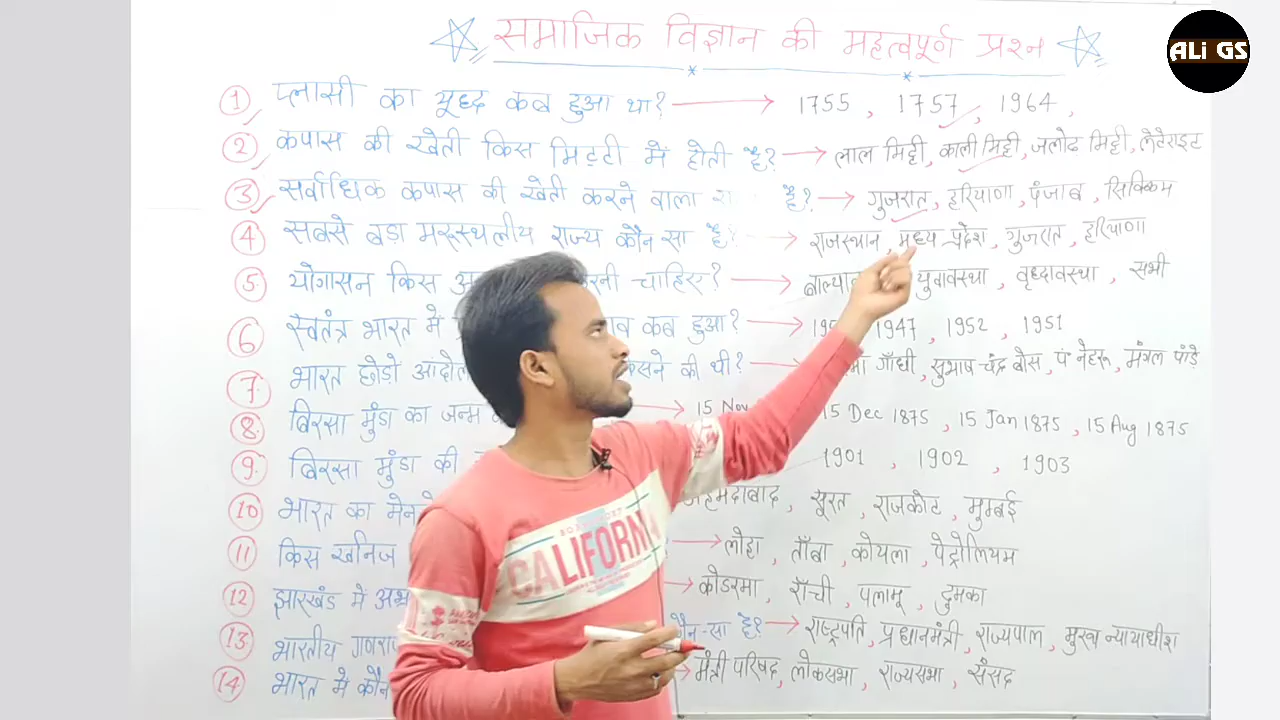 समाजिक विज्ञान की महत्वपूर्ण प्रश्न
ALi GS
1 प्लासी का यूध्द कब हुआ था? → 1755, 1757, 1964,
2 कपास की खेती किस मिट्टी में होती है? → लाल मिट्टी, काली मिट्टी, जलोढ मिट्टी, लेटेराइट
3 सर्वाधिक कपास की खेती करने वाला है? → गुजरात, हरियाणा, पंजाब, सिक्किम
4 सबसे बड़ा मरूस्थलीय राज्य कौन सा है? → राजस्थान, मध्य प्रदेश, गुजरात, हरियाणा
5. योगासन किस करनी चाहिए? → युवावस्था, वृध्दावस्था, सभी
6 स्वतंत्र भारत में कब हुआ? → 1947, 1952, 1951
7. भारत छोड़ो किसने की थी? → गाँधी, सुभाष चंद्र बोस, पं नेहरू, मंगल पांड़े
8. बिरसा मुंडा का जन्म → 15 Nov 15 Dec 1875, 15 Jan 1875, 15 Aug 1875
9. बिरसा मुंडा की 1901, 1902, 1903
10 भारत का अहमदाबाद, सूरत, राजकोट, मुम्बई
11 किस खनिज → लोहा, ताँबा, कोयला, पेट्रोलियम
12 झारखंड में → कोडरमा, राँची, पलामू, दुमका
13 भारतीय कौन-सा है? → राष्ट्रपति, प्रधानमंत्री, राज्यपाल, मुख्य न्यायाधीश
14 भारत में कौन → मंत्री परिषद, लोकसभा, राज्यसभा, संसद
CALIFORN